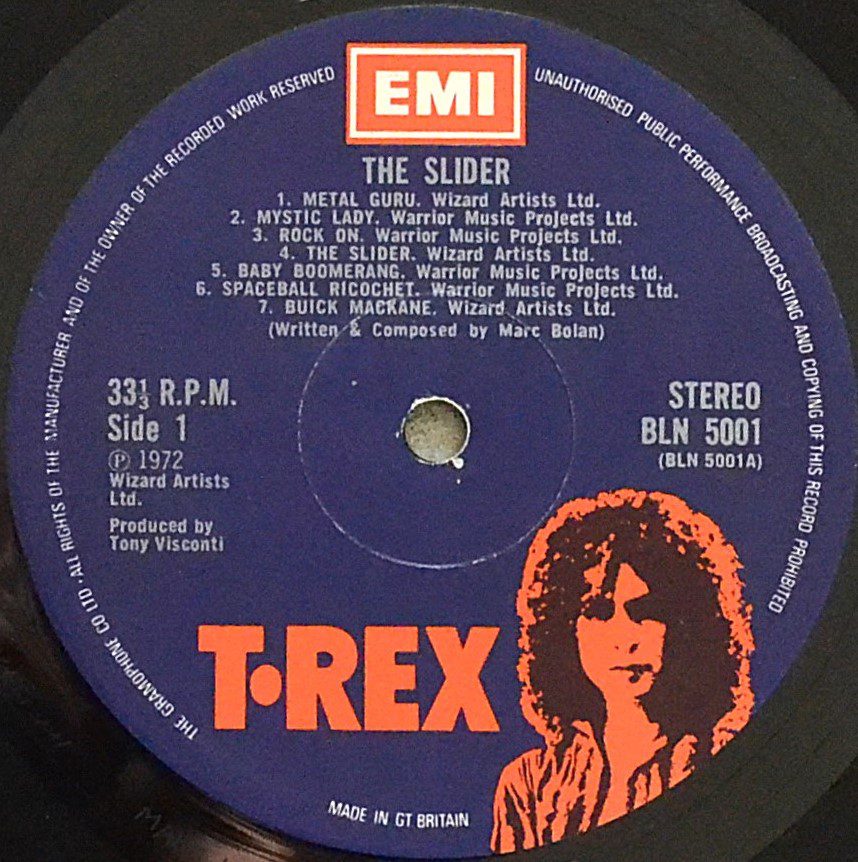 EMI
THE SLIDER
1. METAL GURU. Wizard Artists Ltd.
2. MYSTIC LADY. Warrior Music Projects Ltd.
3. ROCK ON. Warrior Music Projects Ltd.
4. THE SLIDER. Wizard Artists Ltd.
5. BABY BOOMERANG. Warrior Music Projects Ltd.
6. SPACEBALL RICOCHET. Warrior Music Projects Ltd.
7. BUICK MACKANE. Wizard Artists Ltd.
(Written & Composed by Marc Bolan)
33⅓ R.P.M.
Side 1
℗ 1972
Wizard Artists
Ltd.
Produced by
Tony Visconti
STEREO
BLN 5001
(BLN 5001A)
T•REX
MADE IN GT BRITAIN
THE GRAMOPHONE CO LTD · ALL RIGHTS OF THE MANUFACTURER AND OF THE OWNER OF THE RECORDED WORK RESERVED
UNAUTHORISED PUBLIC PERFORMANCE BROADCASTING AND COPYING OF THIS RECORD PROHIBITED